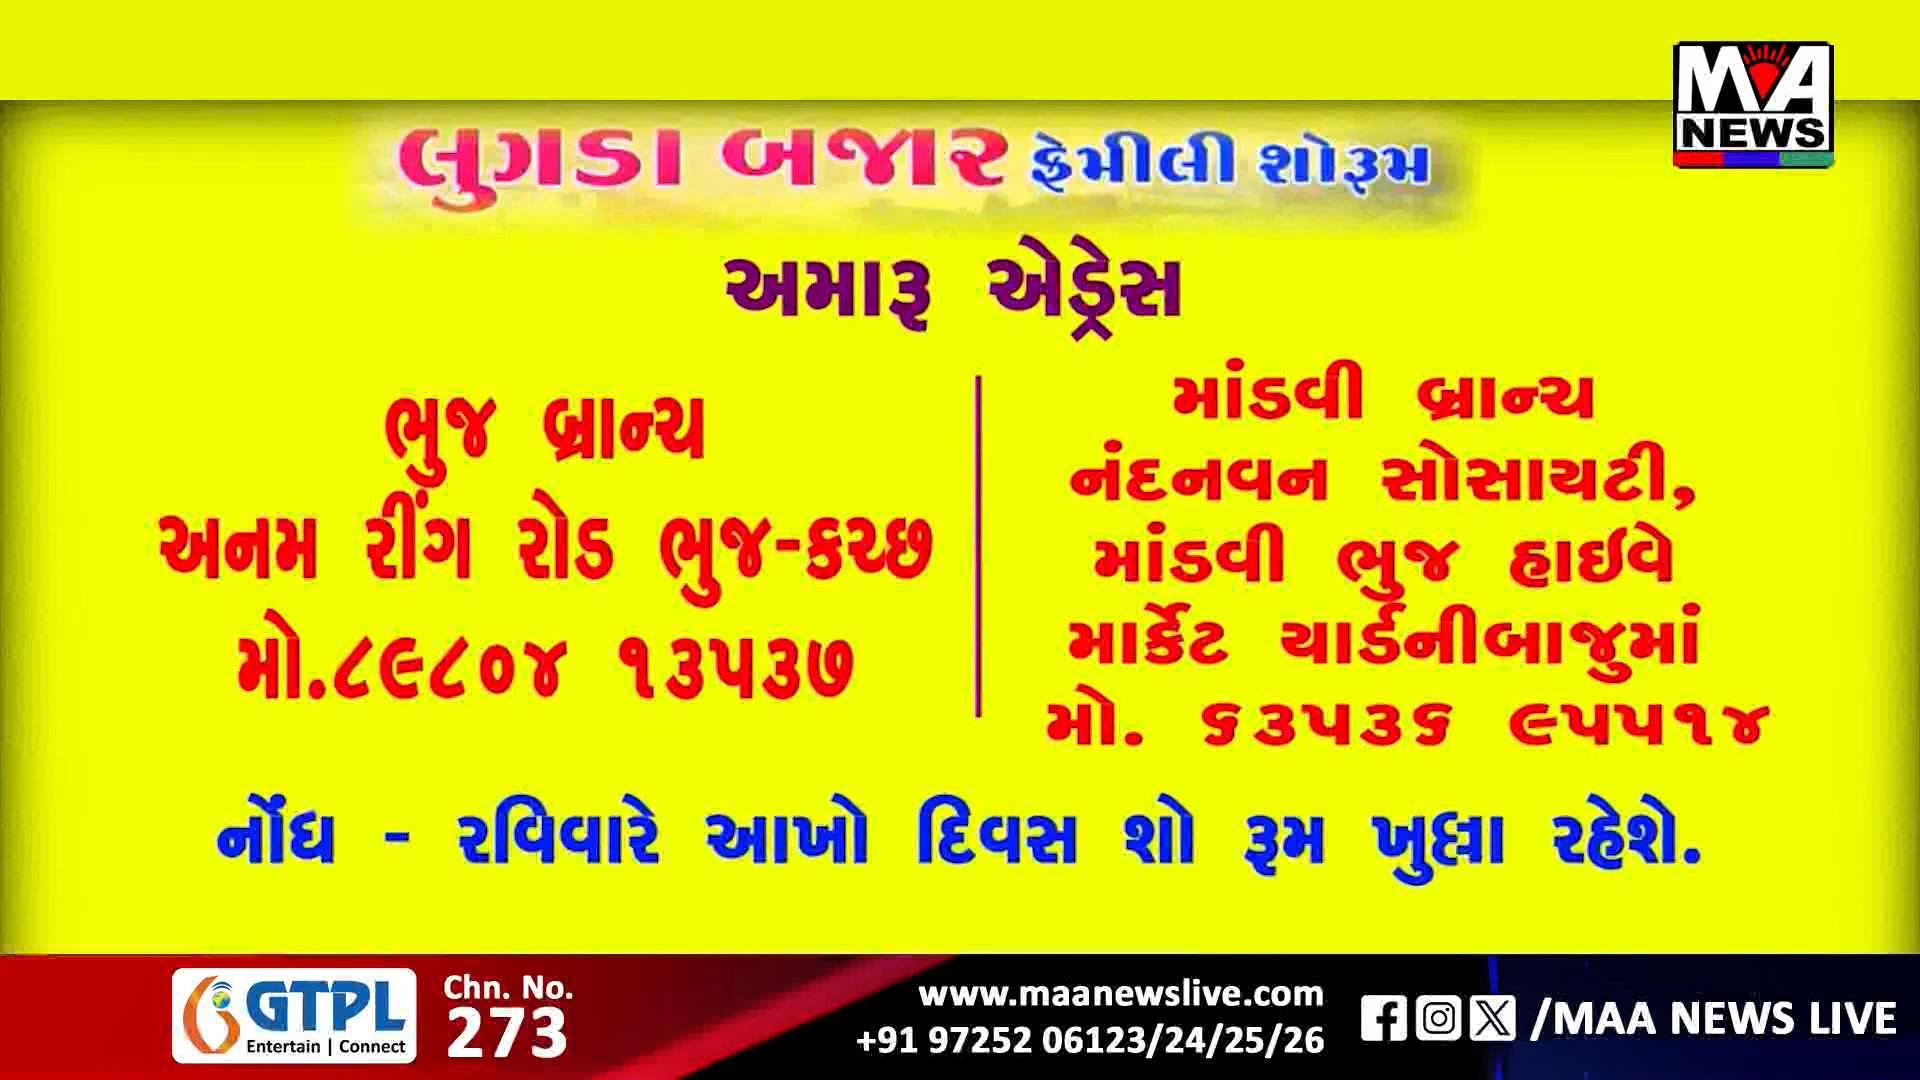 MAA NEWS
લુગડા બજાર ફેમીલી શોરૂમ
અમારૂ એડ્રેસ
ભુજ બ્રાન્ચ
અનમ રીંગ રોડ ભુજ-કચ્છ
મો.૮૯૮૦૪ ૧૩૫૩૭
માંડવી બ્રાન્ચ
નંદનવન સોસાયટી,
માંડવી ભુજ હાઇવે
માર્કેટ યાર્ડનીબાજુમાં
મો. ૬૩૫૩૬ ૯૫૫૧૪
નોંધ - રવિવારે આખો દિવસ શો રૂમ ખુલ્લા રહેશે.
GTPL
Entertain | Connect
Chn. No.
273
www.maanewslive.com
+91 97252 06123/24/25/26
/MAA NEWS LIVE